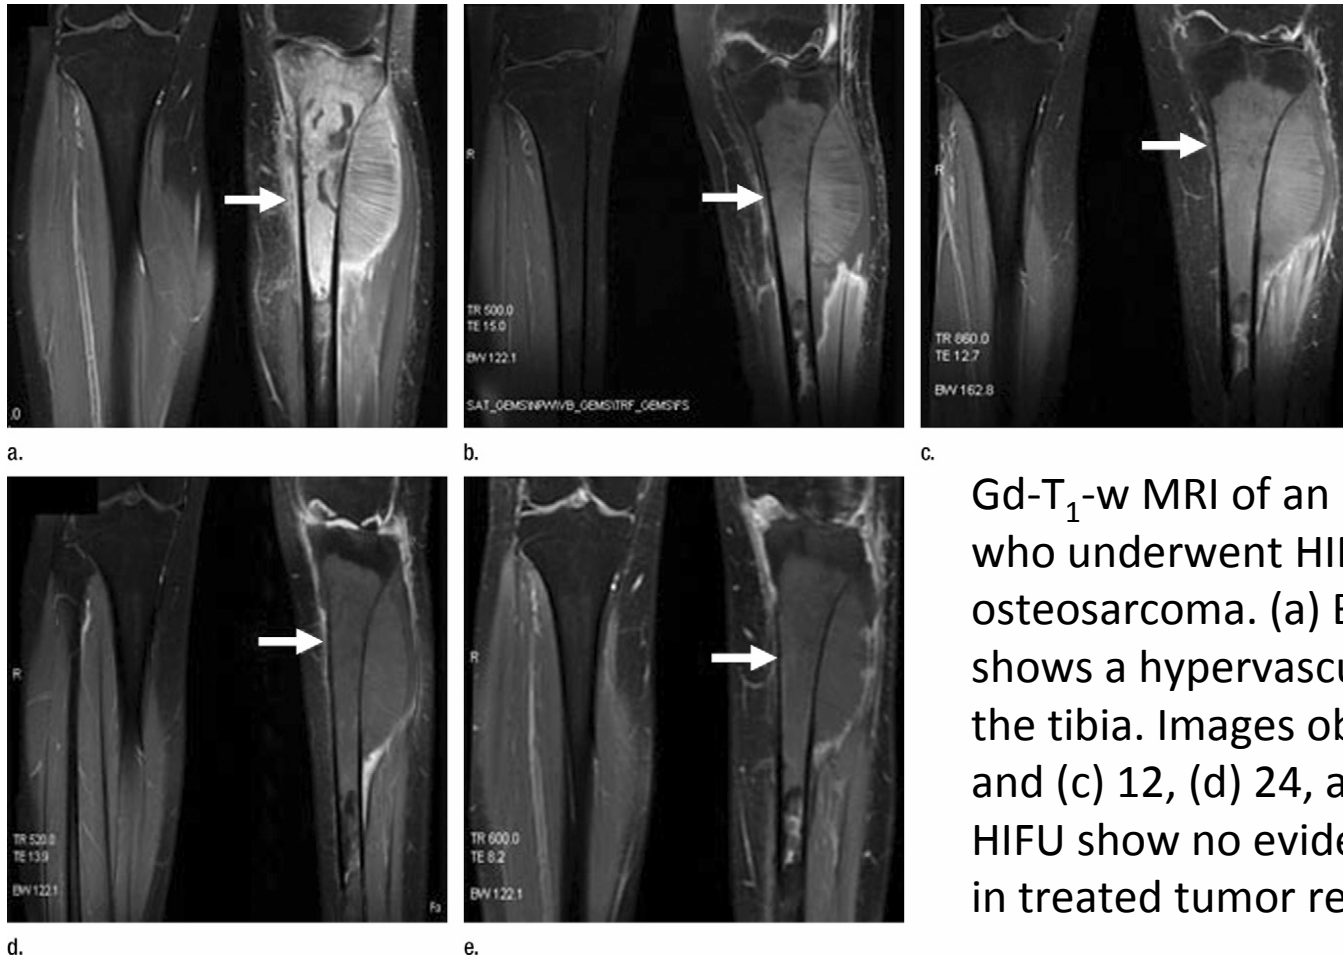 .0
a.
R
TR 500.0
TE 15.0
BW 122.1
SAT_GEMS\NPW\VB_GEMS\TRF_GEMS\FS
b.
R
TR 860.0
TE 12.7
BW 162.8
c.
R
TR 520.0
TE 13.9
BW 122.1
Fa
d.
R
TR 600.0
TE 8.2
BW 122.1
e.
Gd-T1-w MRI of an
who underwent HI
osteosarcoma. (a)
shows a hypervascu
the tibia. Images ob
and (c) 12, (d) 24, a
HIFU show no evide
in treated tumor re